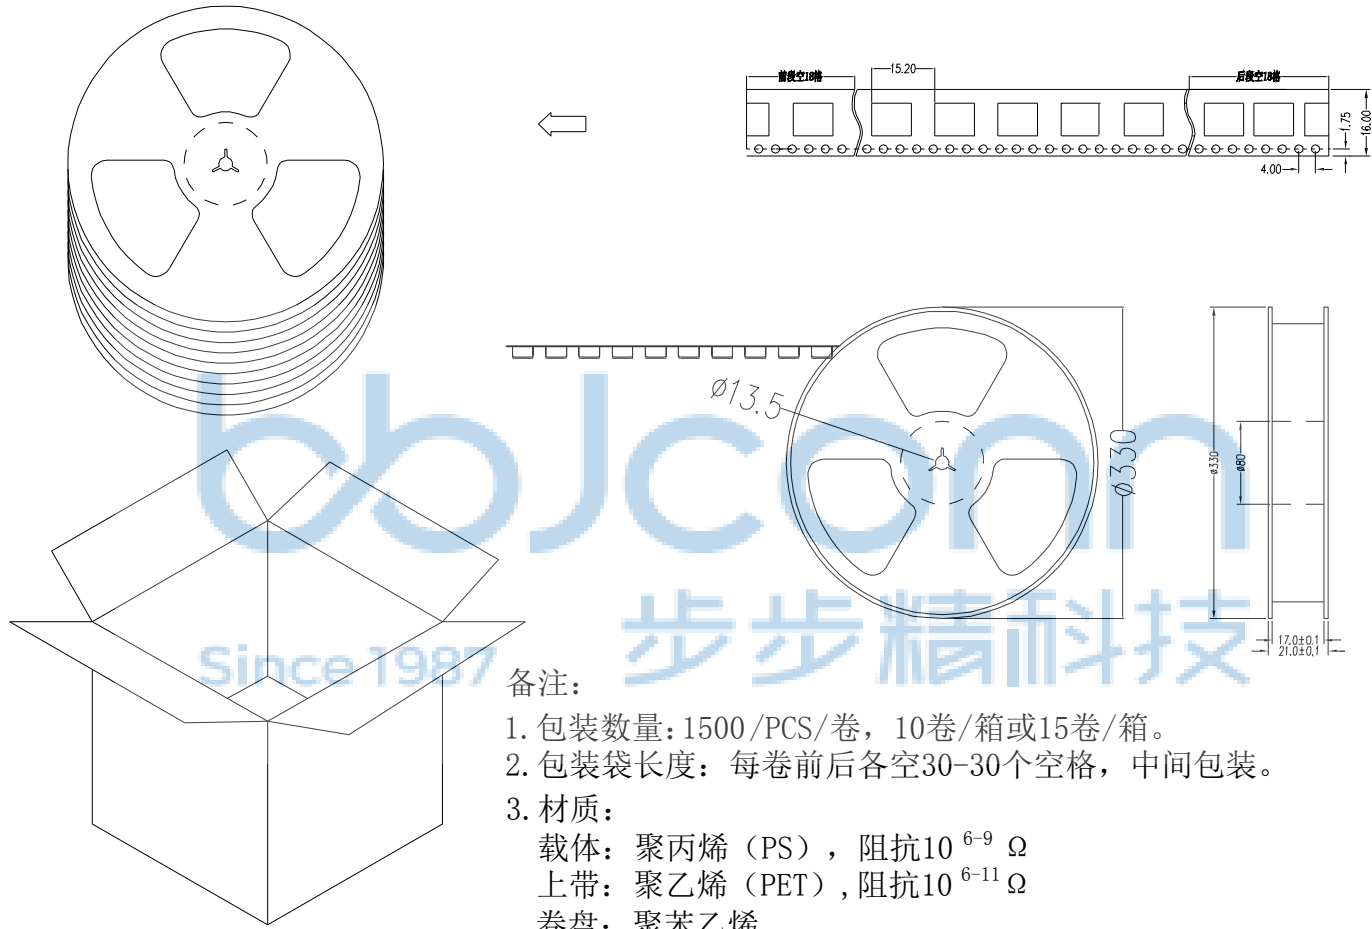 前段空18格
15.20
后段空18格
1.75
16.00
4.00
ø13.5
ø330
ø330
ø80
17.0±0.1
21.0±0.1
bbJconn
步步精科技
Since 1987
备注：
1.包装数量:1500/PCS/卷，10卷/箱或15卷/箱。
2.包装袋长度：每卷前后各空30-30个空格，中间包装。
3.材质：
载体：聚丙烯（PS），阻抗10 6-9 Ω
上带：聚乙烯（PET）,阻抗10 6-11 Ω
卷盘：聚苯乙烯